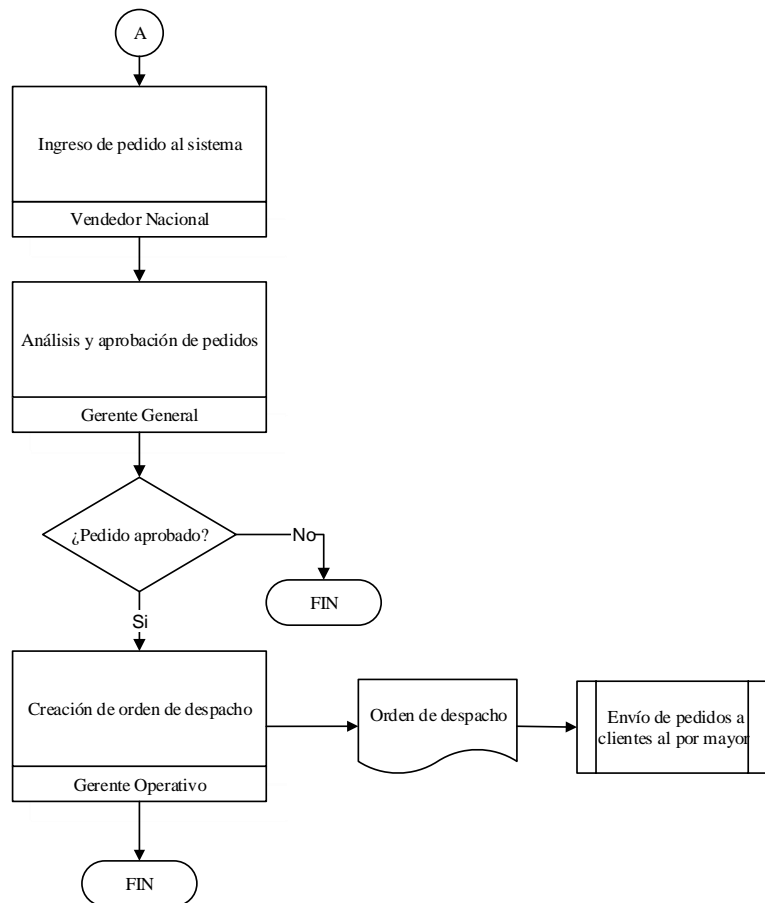 A
Ingreso de pedido al sistema
Vendedor Nacional
Análisis y aprobación de pedidos
Gerente General
¿Pedido aprobado?
No
FIN
Si
Creación de orden de despacho
Gerente Operativo
Orden de despacho
Envío de pedidos a
clientes al por mayor
FIN